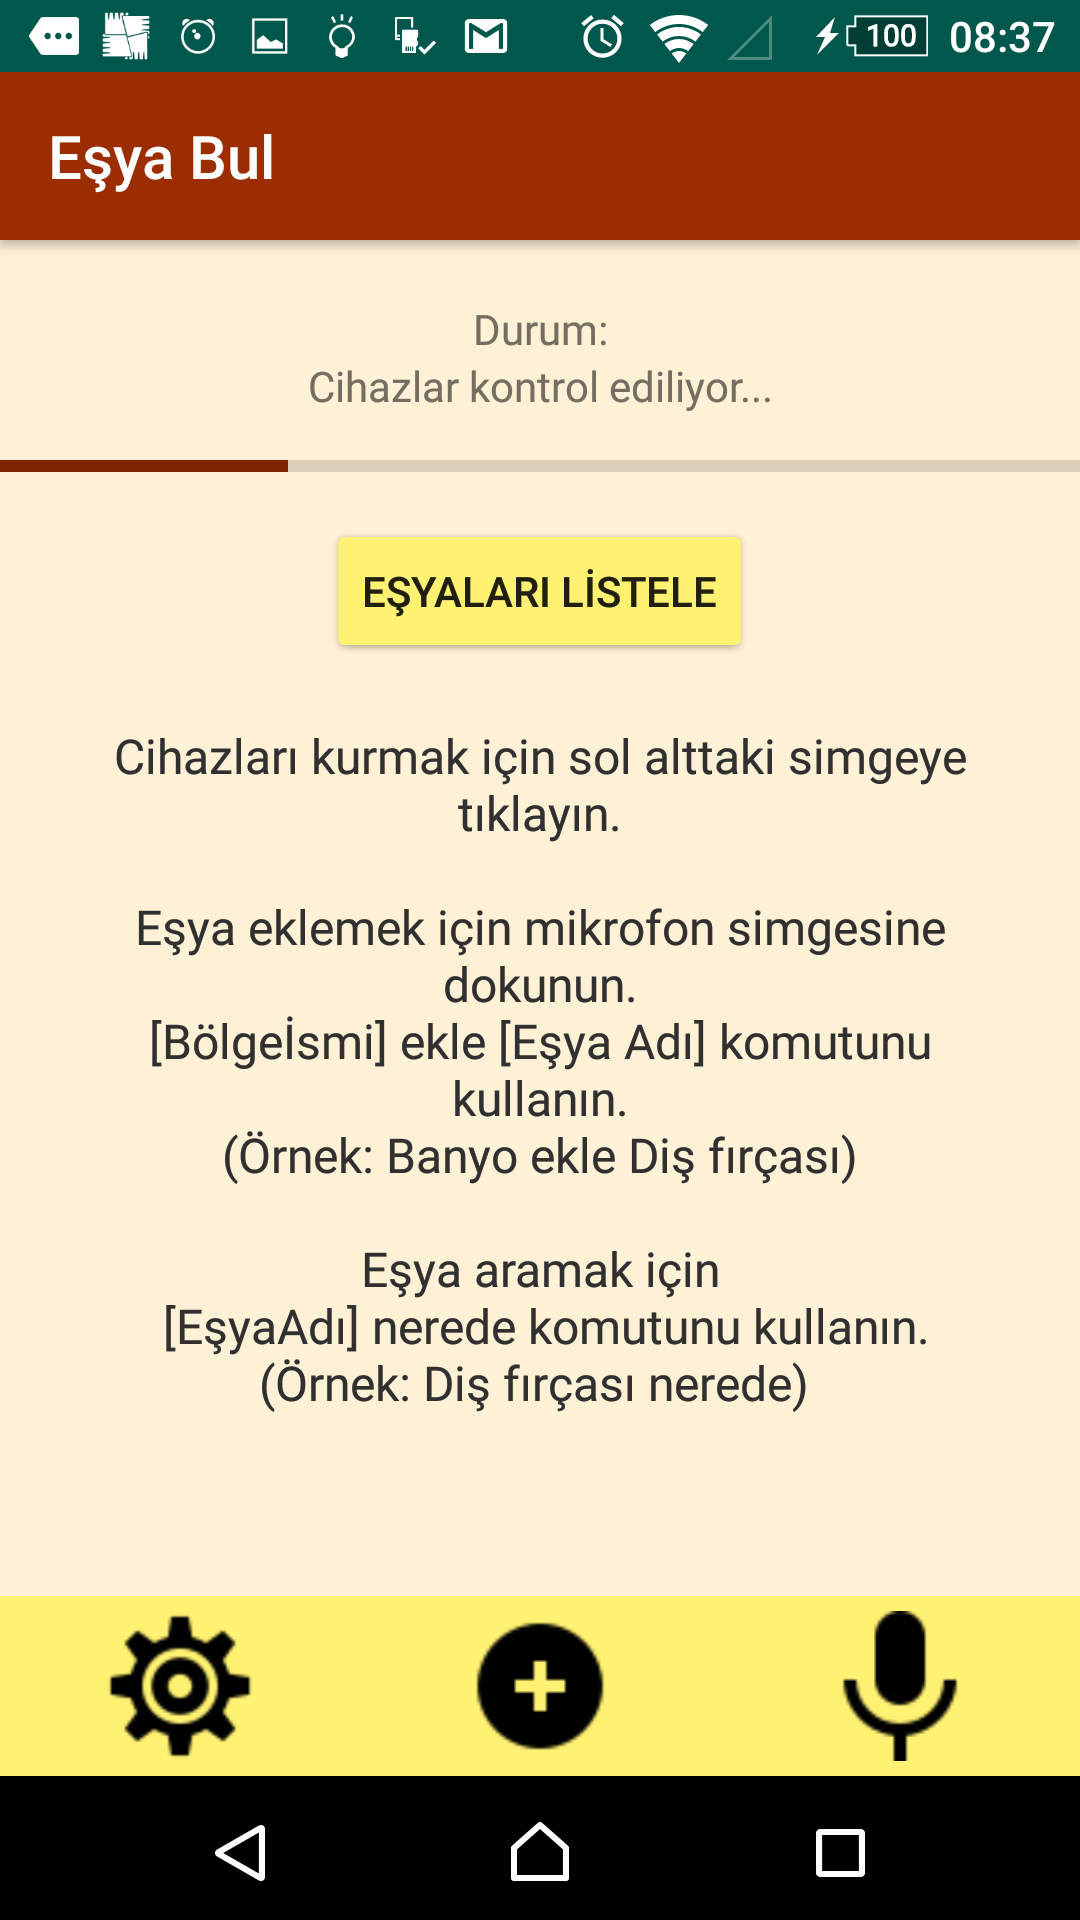 100 08:37
Eşya Bul
Durum:
Cihazlar kontrol ediliyor...
EŞYALARI LİSTELE
Cihazları kurmak için sol alttaki simgeye
tıklayın.
Eşya eklemek için mikrofon simgesine
dokunun.
[Bölgeİsmi] ekle [Eşya Adı] komutunu
kullanın.
(Örnek: Banyo ekle Diş fırçası)
Eşya aramak için
[EşyaAdı] nerede komutunu kullanın.
(Örnek: Diş fırçası nerede)